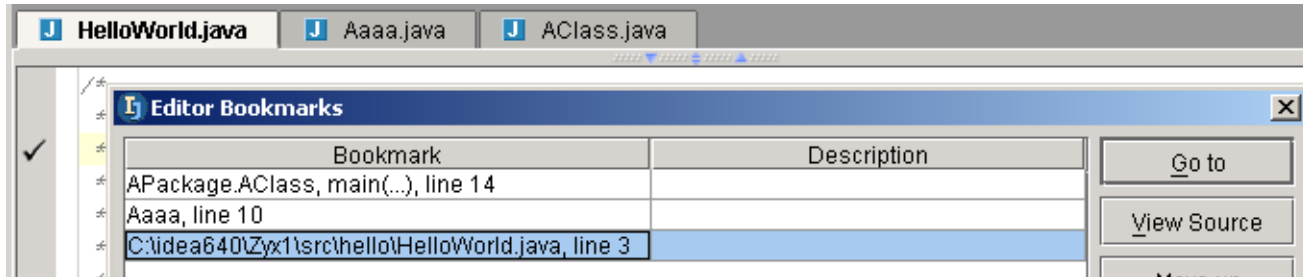 HelloWorld.java Aaaa.java AClass.java
/*
* Editor Bookmarks
* Bookmark Description Go to
* APackage.AClass, main(...), line 14
* Aaaa, line 10 View Source
* C:\idea640\Zyx1\src\hello\HelloWorld.java, line 3